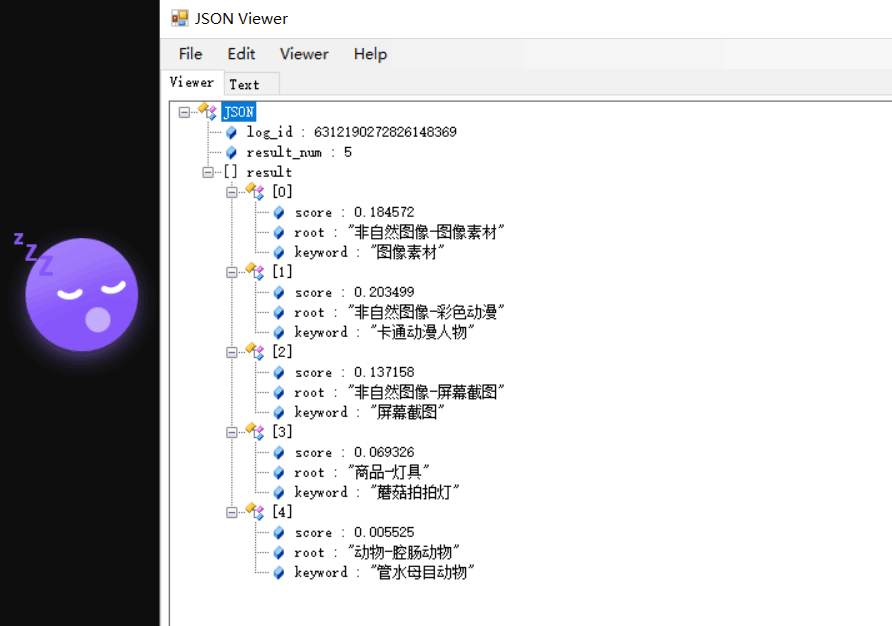 JSON Viewer
File Edit Viewer Help
Viewer Text
JSON
log_id : 6312190272826148369
result_num : 5
[] result
[0]
score : 0.184572
root : "非自然图像-图像素材"
keyword : "图像素材"
[1]
score : 0.203499
root : "非自然图像-彩色动漫"
keyword : "卡通动漫人物"
[2]
score : 0.137158
root : "非自然图像-屏幕截图"
keyword : "屏幕截图"
[3]
score : 0.069326
root : "商品-灯具"
keyword : "蘑菇拍拍灯"
[4]
score : 0.005525
root : "动物-腔肠动物"
keyword : "管水母目动物"
z
z
z